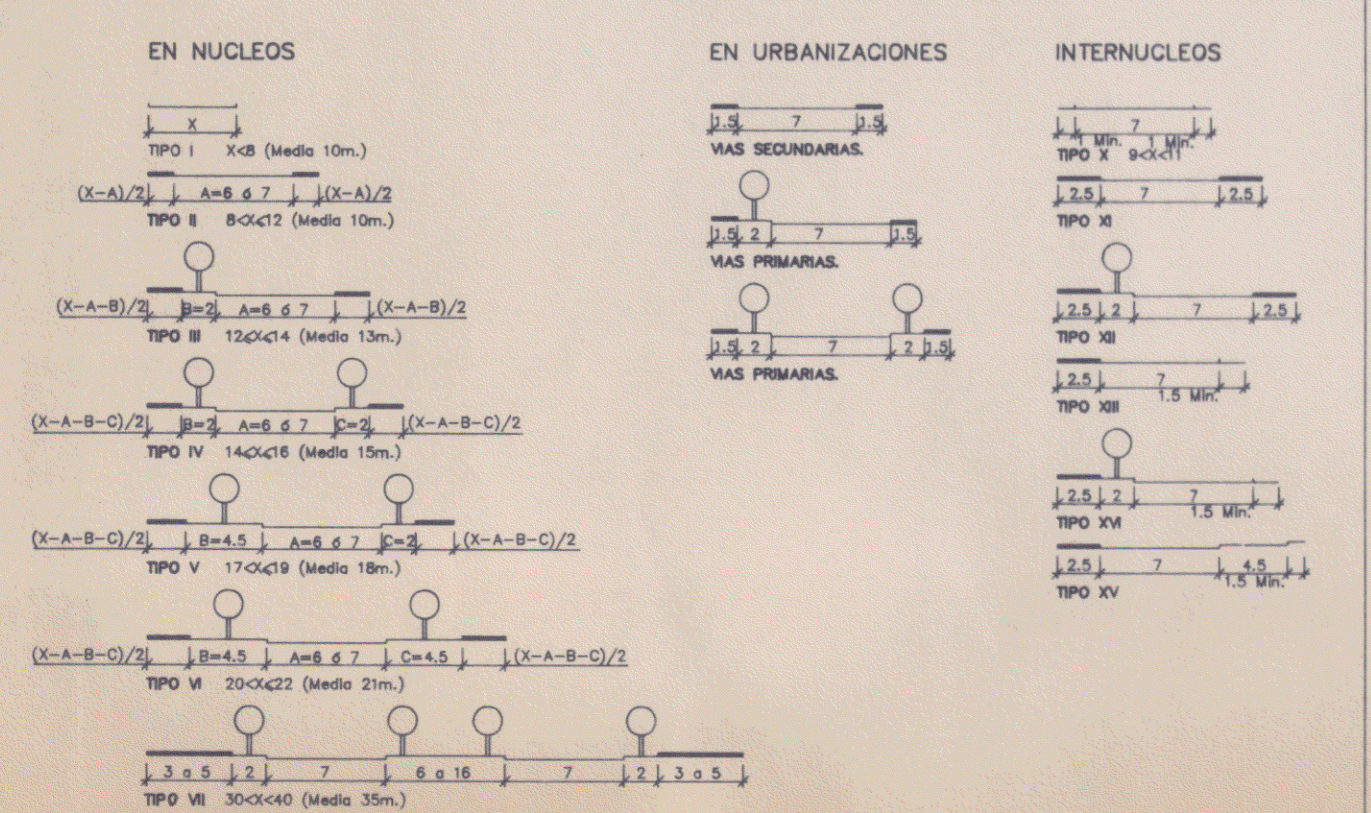 EN NUCLEOS
X
TIPO I X<8 (Media 10m.)
(X-A)/2 A=6 ó 7 (X-A)/2
TIPO II 8<X⩽12 (Media 10m.)
(X-A-B)/2 B=2 A=6 ó 7 (X-A-B)/2
TIPO III 12<X⩽14 (Media 13m.)
(X-A-B-C)/2 B=2 A=6 ó 7 C=2 (X-A-B-C)/2
TIPO IV 14<X⩽16 (Media 15m.)
(X-A-B-C)/2 B=4.5 A=6 ó 7 C=2 (X-A-B-C)/2
TIPO V 17<X⩽19 (Media 18m.)
(X-A-B-C)/2 B=4.5 A=6 ó 7 C=4.5 (X-A-B-C)/2
TIPO VI 20<X⩽22 (Media 21m.)
3 a 5 2 7 6 a 16 7 2 3 a 5
TIPO VII 30<X<40 (Media 35m.)
EN URBANIZACIONES
1.5 7 1.5
VIAS SECUNDARIAS.
1.5 2 7 1.5
VIAS PRIMARIAS.
1.5 2 7 2 1.5
VIAS PRIMARIAS.
INTERNUCLEOS
7
1 Min. 1 Min.
TIPO X 9<X<11
2.5 7 2.5
TIPO XI
2.5 2 7 2.5
TIPO XII
2.5 7
1.5 Min.
TIPO XIII
2.5 2 7
1.5 Min.
TIPO XVI
2.5 7 4.5
1.5 Min.
TIPO XV